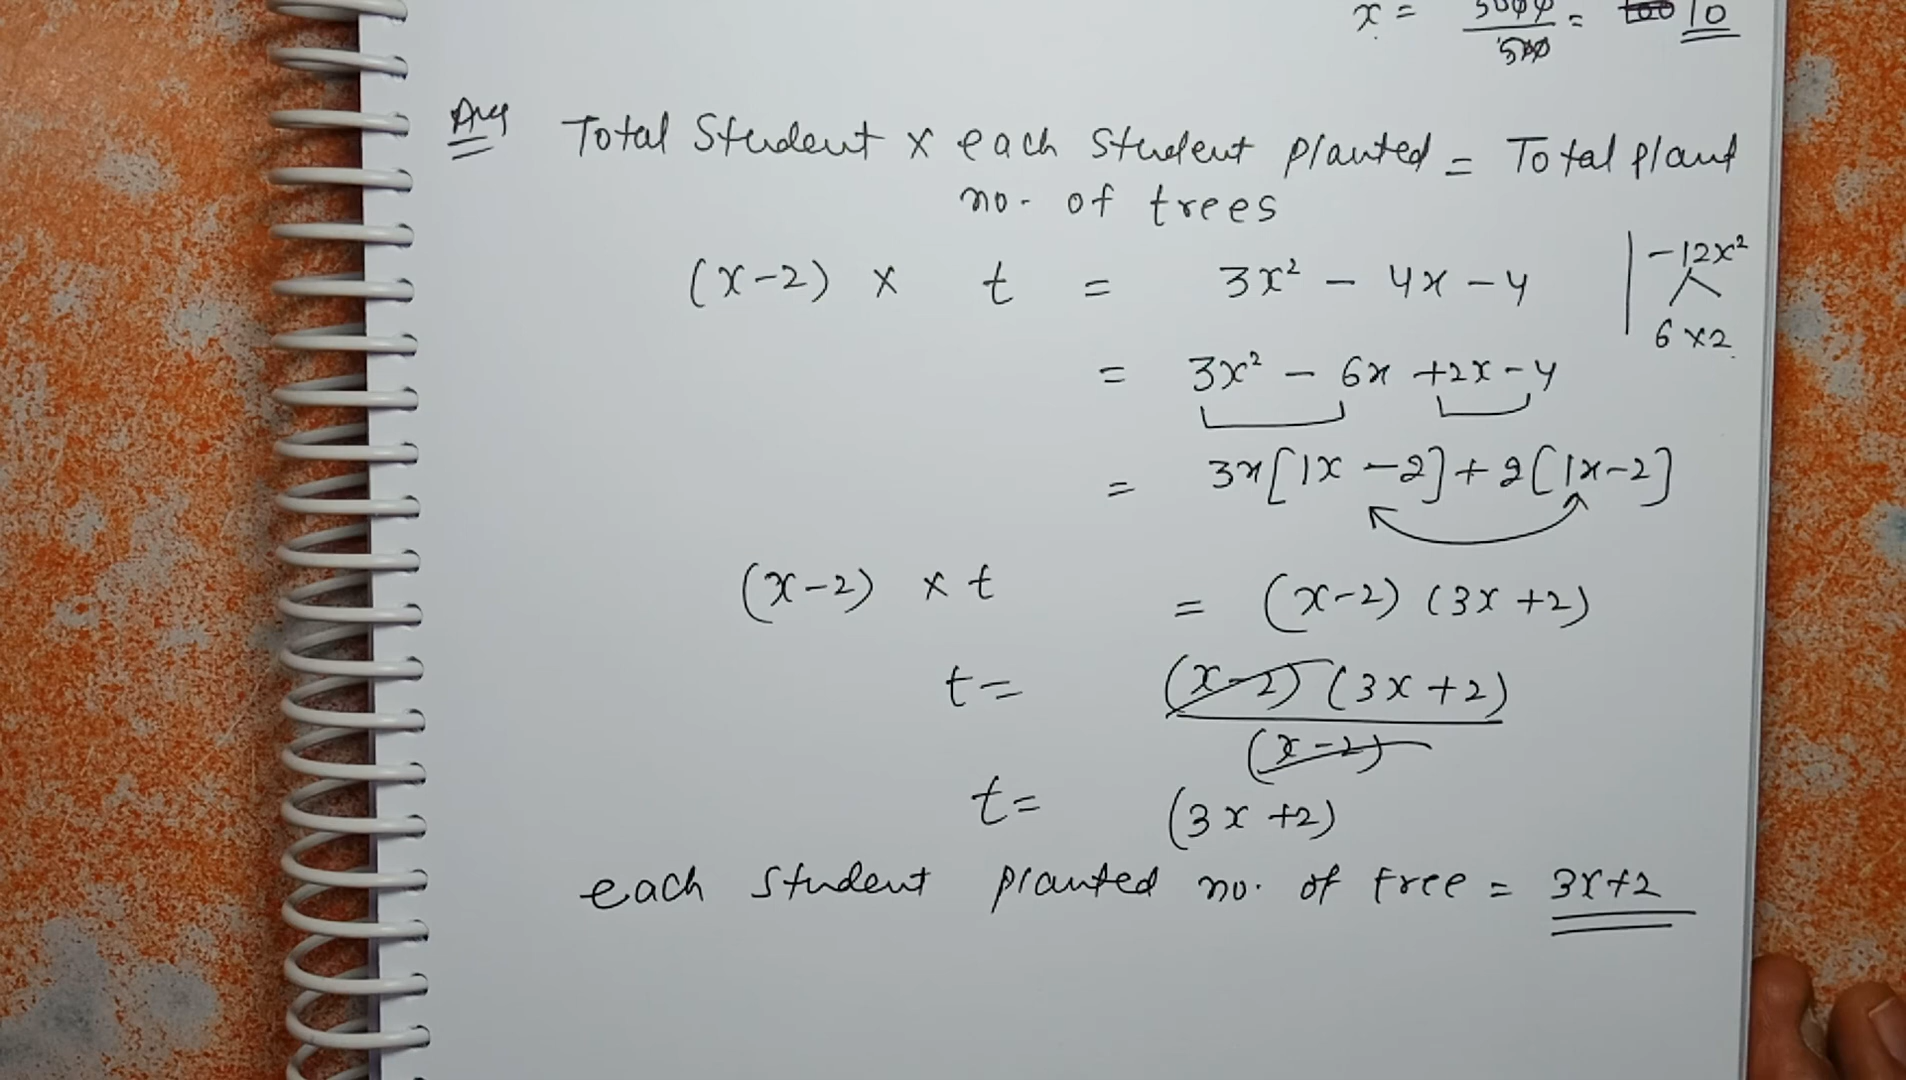 x = 5000/500 = 10
Ans Total Student × each student planted = Total plant
no. of trees
(x-2) × t = 3x² - 4x - 4 | -12x²
6 × 2
= 3x² - 6x + 2x - 4
= 3x[1x - 2] + 2[1x - 2]
(x-2) × t = (x-2) (3x+2)
t = (x-2) (3x+2)
(x-2)
t = (3x+2)
each student planted no. of tree = 3x+2